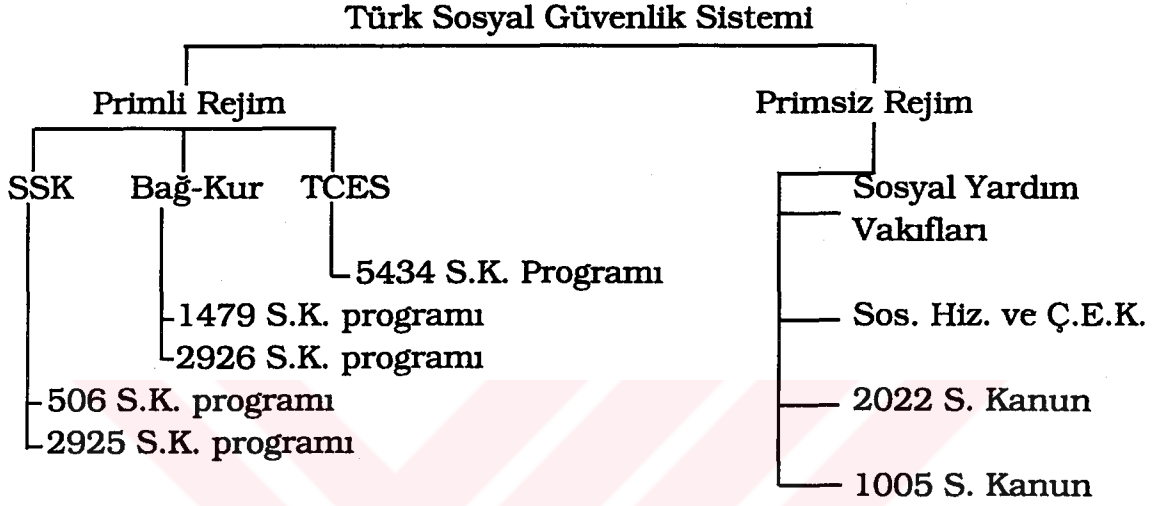 Türk Sosyal Güvenlik Sistemi
Primli Rejim
Primsiz Rejim
SSK
Bağ-Kur
TCES
5434 S.K. Programı
1479 S.K. programı
2926 S.K. programı
506 S.K. programı
2925 S.K. programı
Sosyal Yardım
Vakıfları
Sos. Hiz. ve Ç.E.K.
2022 S. Kanun
1005 S. Kanun